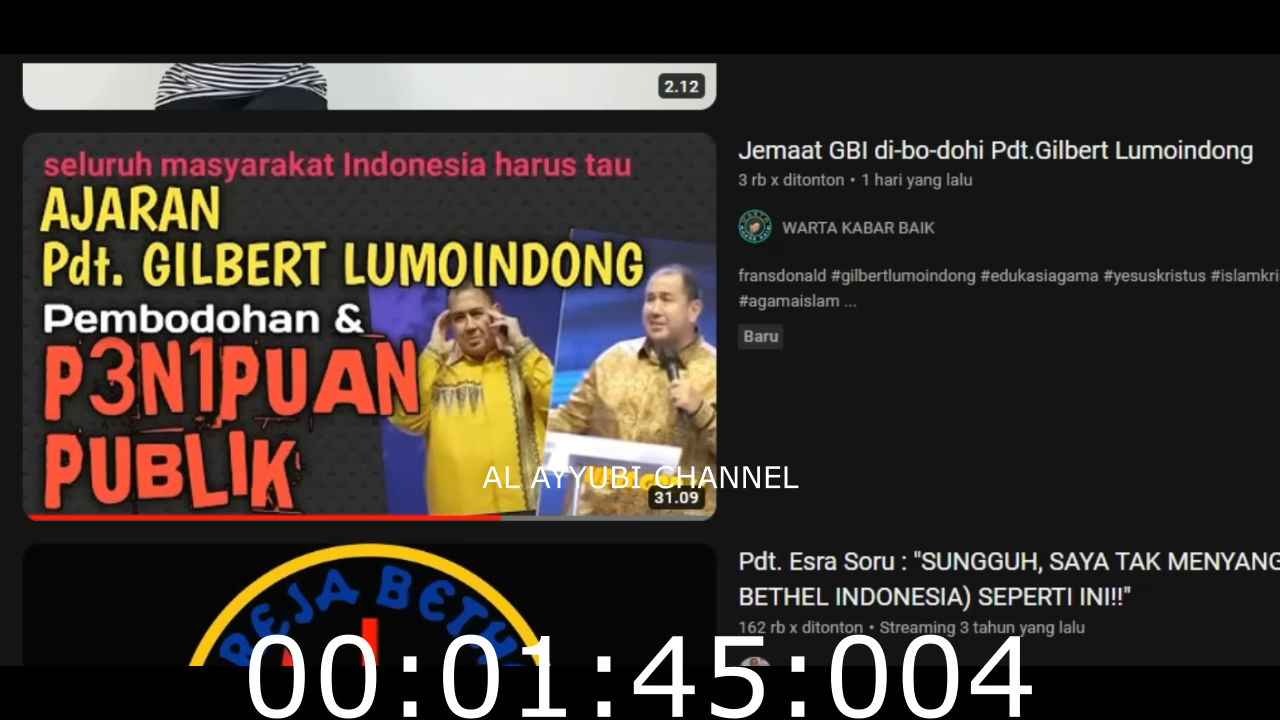 2.12
seluruh masyarakat Indonesia harus tau
AJARAN
Pdt. GILBERT LUMOINDONG
Pembodohan &
P3N1PUAN
PUBLIK
31.09
Jemaat GBI di-bo-dohi Pdt.Gilbert Lumoindong
3 rb x ditonton • 1 hari yang lalu
WARTA KABAR BAIK
fransdonald #gilbertlumoindong #edukasiagama #yesuskristus #islamkri
#agamaislam ...
Baru
AL AYYUBI CHANNEL
REJA BETH
Pdt. Esra Soru : "SUNGGUH, SAYA TAK MENYANG
BETHEL INDONESIA) SEPERTI INI!!"
162 rb x ditonton • Streaming 3 tahun yang lalu
00:01:45:004